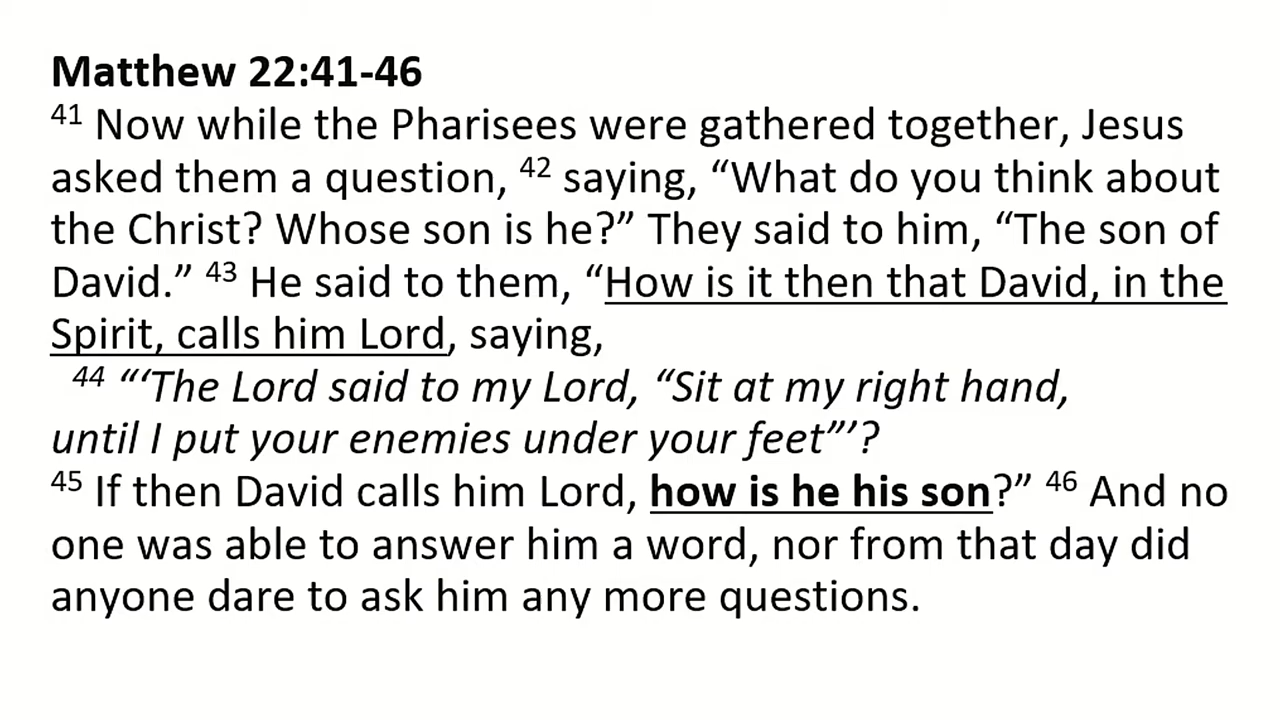 Matthew 22:41-46
41 Now while the Pharisees were gathered together, Jesus
asked them a question, 42 saying, “What do you think about
the Christ? Whose son is he?” They said to him, “The son of
David.” 43 He said to them, “How is it then that David, in the
Spirit, calls him Lord, saying,
44 “‘The Lord said to my Lord, “Sit at my right hand,
until I put your enemies under your feet”’?
45 If then David calls him Lord, how is he his son?” 46 And no
one was able to answer him a word, nor from that day did
anyone dare to ask him any more questions.